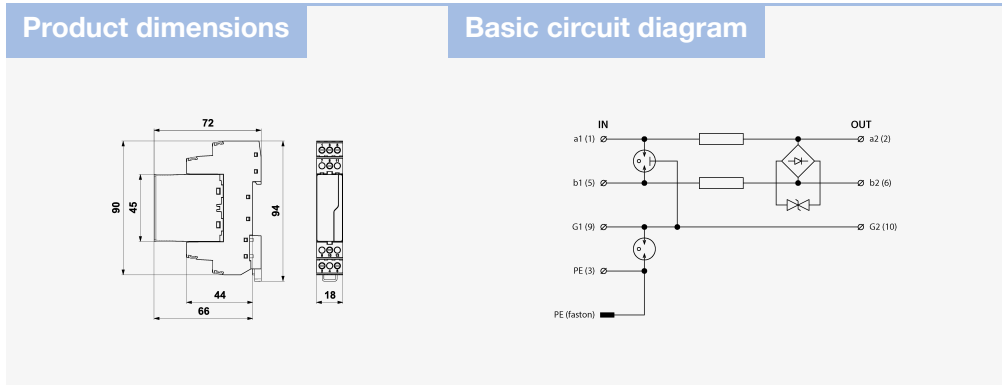 Product dimensions
Basic circuit diagram
72
90
45
94
44
66
18
IN
OUT
a1 (1)
a2 (2)
b1 (5)
b2 (6)
G1 (9)
G2 (10)
PE (3)
PE (faston)